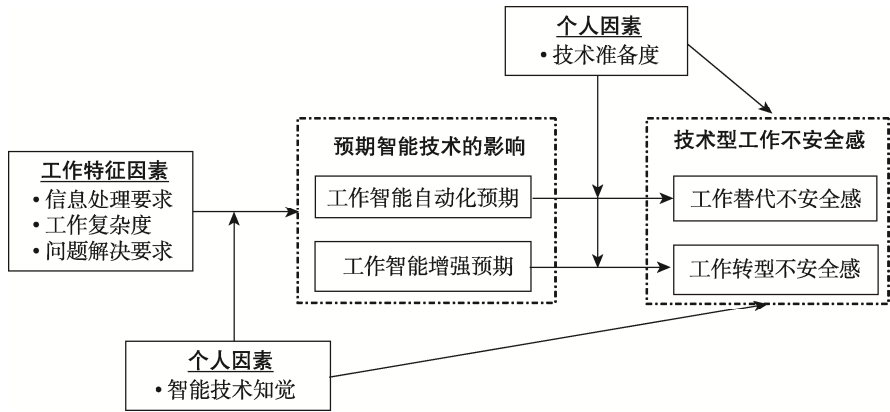 个人因素
• 技术准备度
预期智能技术的影响
技术型工作不安全感
工作特征因素
• 信息处理要求
• 工作复杂度
• 问题解决要求
工作智能自动化预期
工作替代不安全感
工作智能增强预期
工作转型不安全感
个人因素
• 智能技术知觉